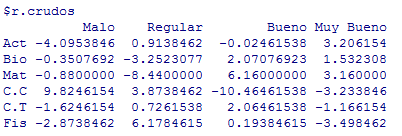 $r.crudos
Malo Regular Bueno Muy Bueno
Act -4.0953846 0.9138462 -0.02461538 3.206154
Bio -0.3507692 -3.2523077 2.07076923 1.532308
Mat -0.8800000 -8.4400000 6.16000000 3.160000
C.C 9.8246154 3.8738462 -10.46461538 -3.233846
C.T -1.6246154 0.7261538 2.06461538 -1.166154
Fis -2.8738462 6.1784615 0.19384615 -3.498462